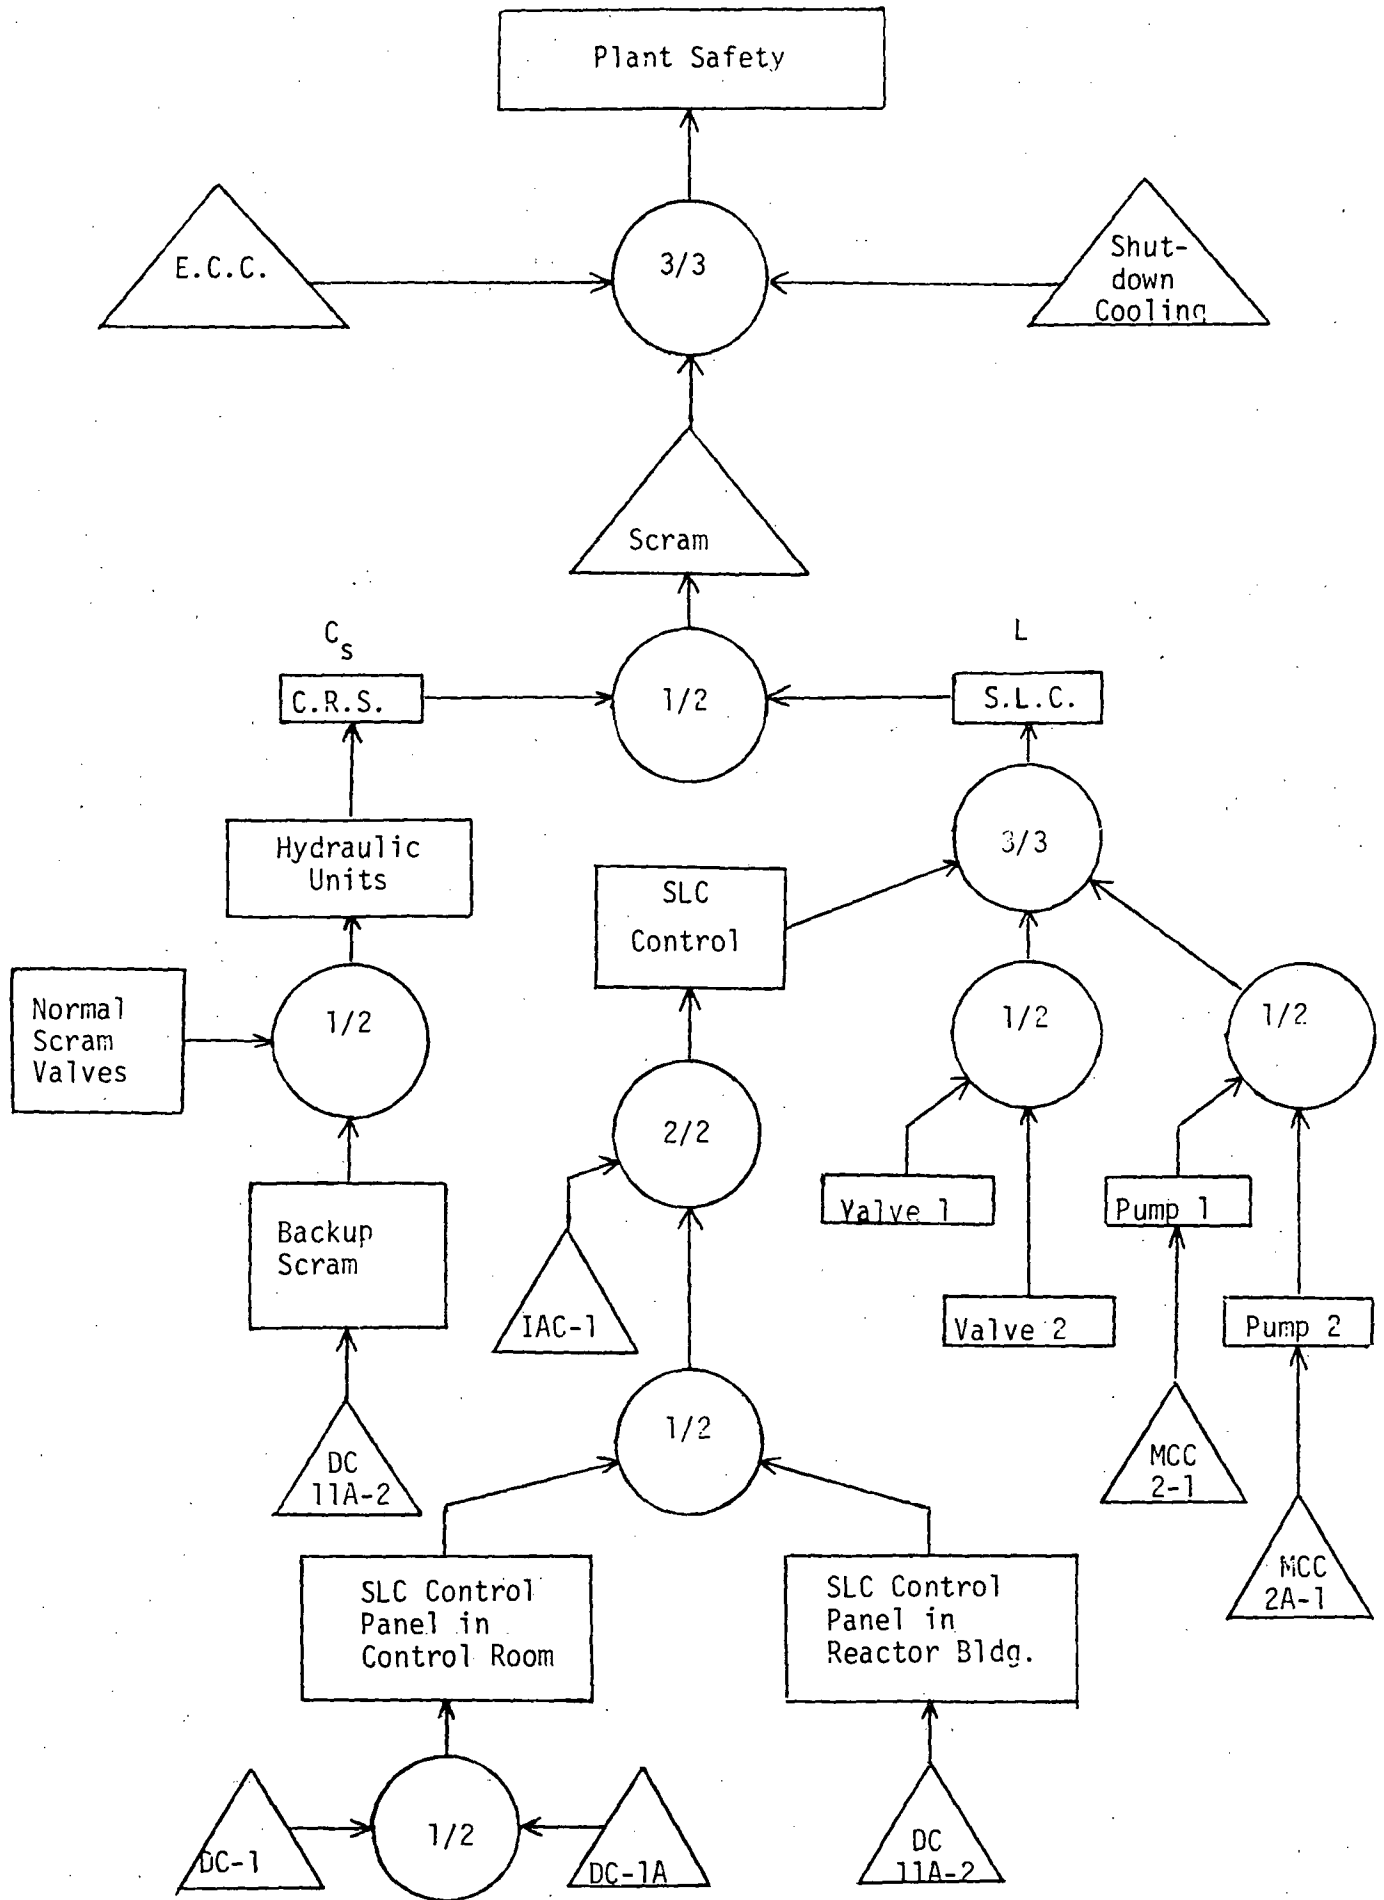 Plant Safety
E.C.C.
3/3
Shut-
down
Cooling
Scram
C
s
L
C.R.S.
1/2
S.L.C.
Hydraulic
Units
SLC
Control
3/3
Normal
Scram
Valves
1/2
1/2
1/2
2/2
Backup
Scram
Valve 1
Pump 1
IAC-1
Valve 2
Pump 2
1/2
DC
11A-2
MCC
2-1
MCC
2A-1
SLC Control
Panel in
Control Room
SLC Control
Panel in
Reactor Bldg.
DC-1
1/2
DC-1A
DC
11A-2